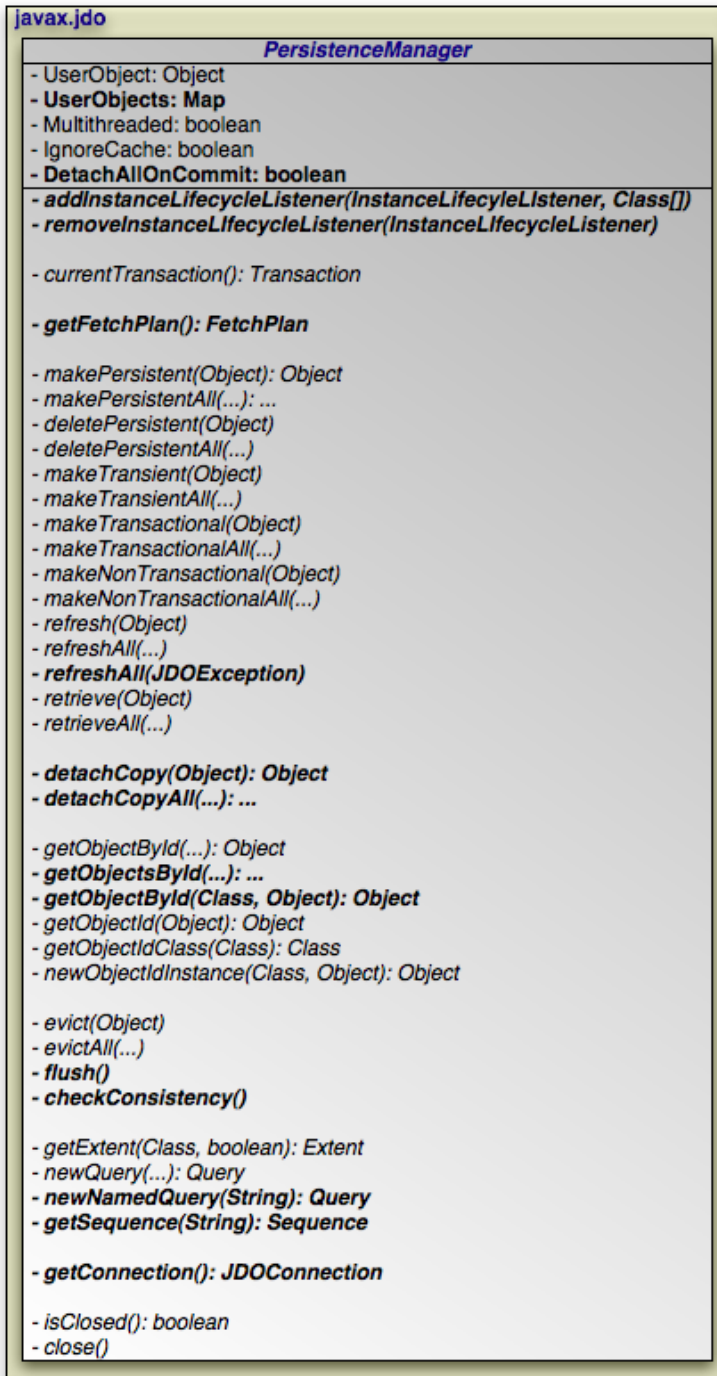 javax.jdo
PersistenceManager
- UserObject: Object
- UserObjects: Map
- Multithreaded: boolean
- IgnoreCache: boolean
- DetachAllOnCommit: boolean
- addInstanceLifecycleListener(InstanceLifecyleLIstener, Class[])
- removeInstanceLIfecycleListener(InstanceLIfecycleListener)
- currentTransaction(): Transaction
- getFetchPlan(): FetchPlan
- makePersistent(Object): Object
- makePersistentAll(...): ...
- deletePersistent(Object)
- deletePersistentAll(...)
- makeTransient(Object)
- makeTransientAll(...)
- makeTransactional(Object)
- makeTransactionalAll(...)
- makeNonTransactional(Object)
- makeNonTransactionalAll(...)
- refresh(Object)
- refreshAll(...)
- refreshAll(JDOException)
- retrieve(Object)
- retrieveAll(...)
- detachCopy(Object): Object
- detachCopyAll(...): ...
- getObjectById(...): Object
- getObjectsById(...): ...
- getObjectById(Class, Object): Object
- getObjectId(Object): Object
- getObjectIdClass(Class): Class
- newObjectIdInstance(Class, Object): Object
- evict(Object)
- evictAll(...)
- flush()
- checkConsistency()
- getExtent(Class, boolean): Extent
- newQuery(...): Query
- newNamedQuery(String): Query
- getSequence(String): Sequence
- getConnection(): JDOConnection
- isClosed(): boolean
- close()